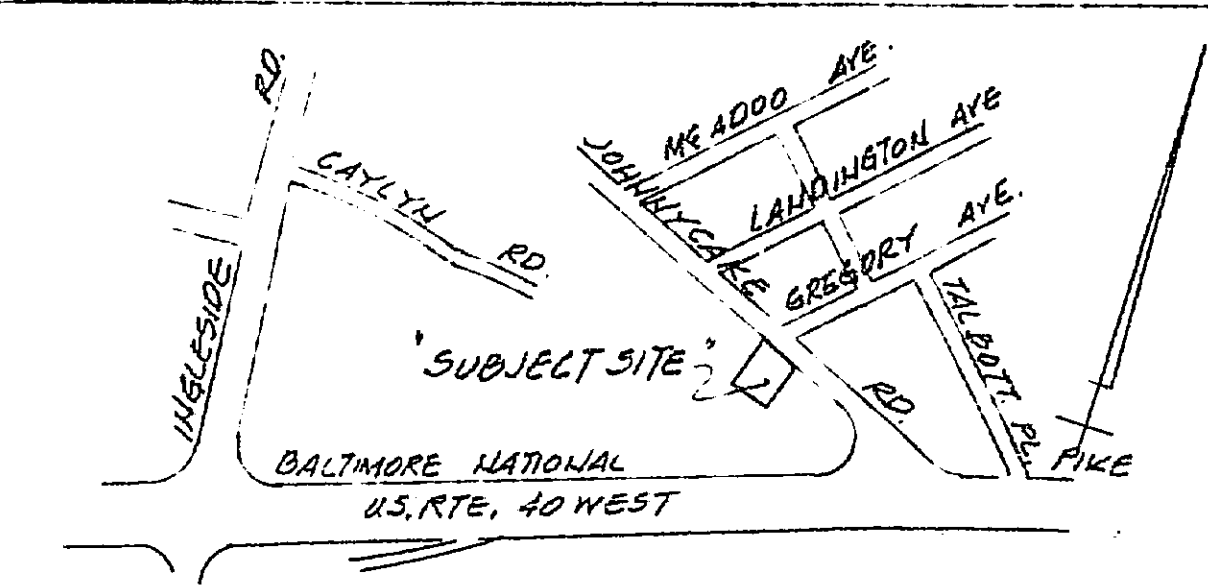 RD.
INGLESIDE
CAYLYN RD.
JOHNNYCAKE RD.
McADOO AVE.
LANDINGTON AVE
GREGORY AVE.
TALBOTT PL.
"SUBJECT SITE"
BALTIMORE NATIONAL PIKE
U.S. RTE. 40 WEST